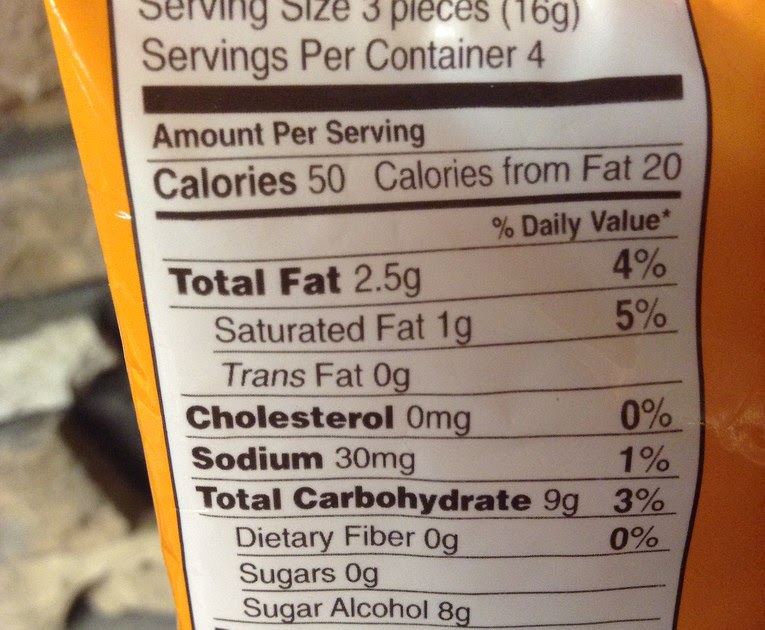 Serving Size 3 pieces (16g)
Servings Per Container 4
Amount Per Serving
Calories 50 Calories from Fat 20
% Daily Value*
Total Fat 2.5g 4%
Saturated Fat 1g 5%
Trans Fat 0g
Cholesterol 0mg 0%
Sodium 30mg 1%
Total Carbohydrate 9g 3%
Dietary Fiber 0g 0%
Sugars 0g
Sugar Alcohol 8g